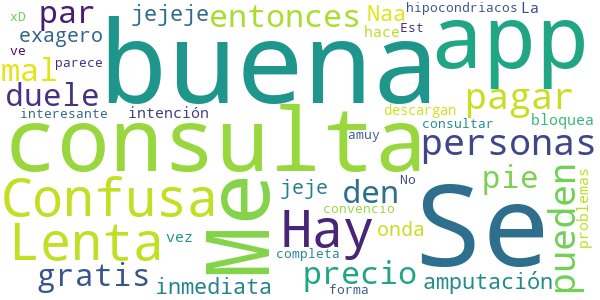 xD par jejeje entonces Naa hipocondriacos La
exagero buena hace Est app
ve parece
mal
duele pagar
interesante intención descargan bloquea
consulta amuy consultar personas
Confusa Me jeje den No pie pueden problemas
convencio
Lenta vez Hay onda Se
completa
gratis inmediata precio forma amputación